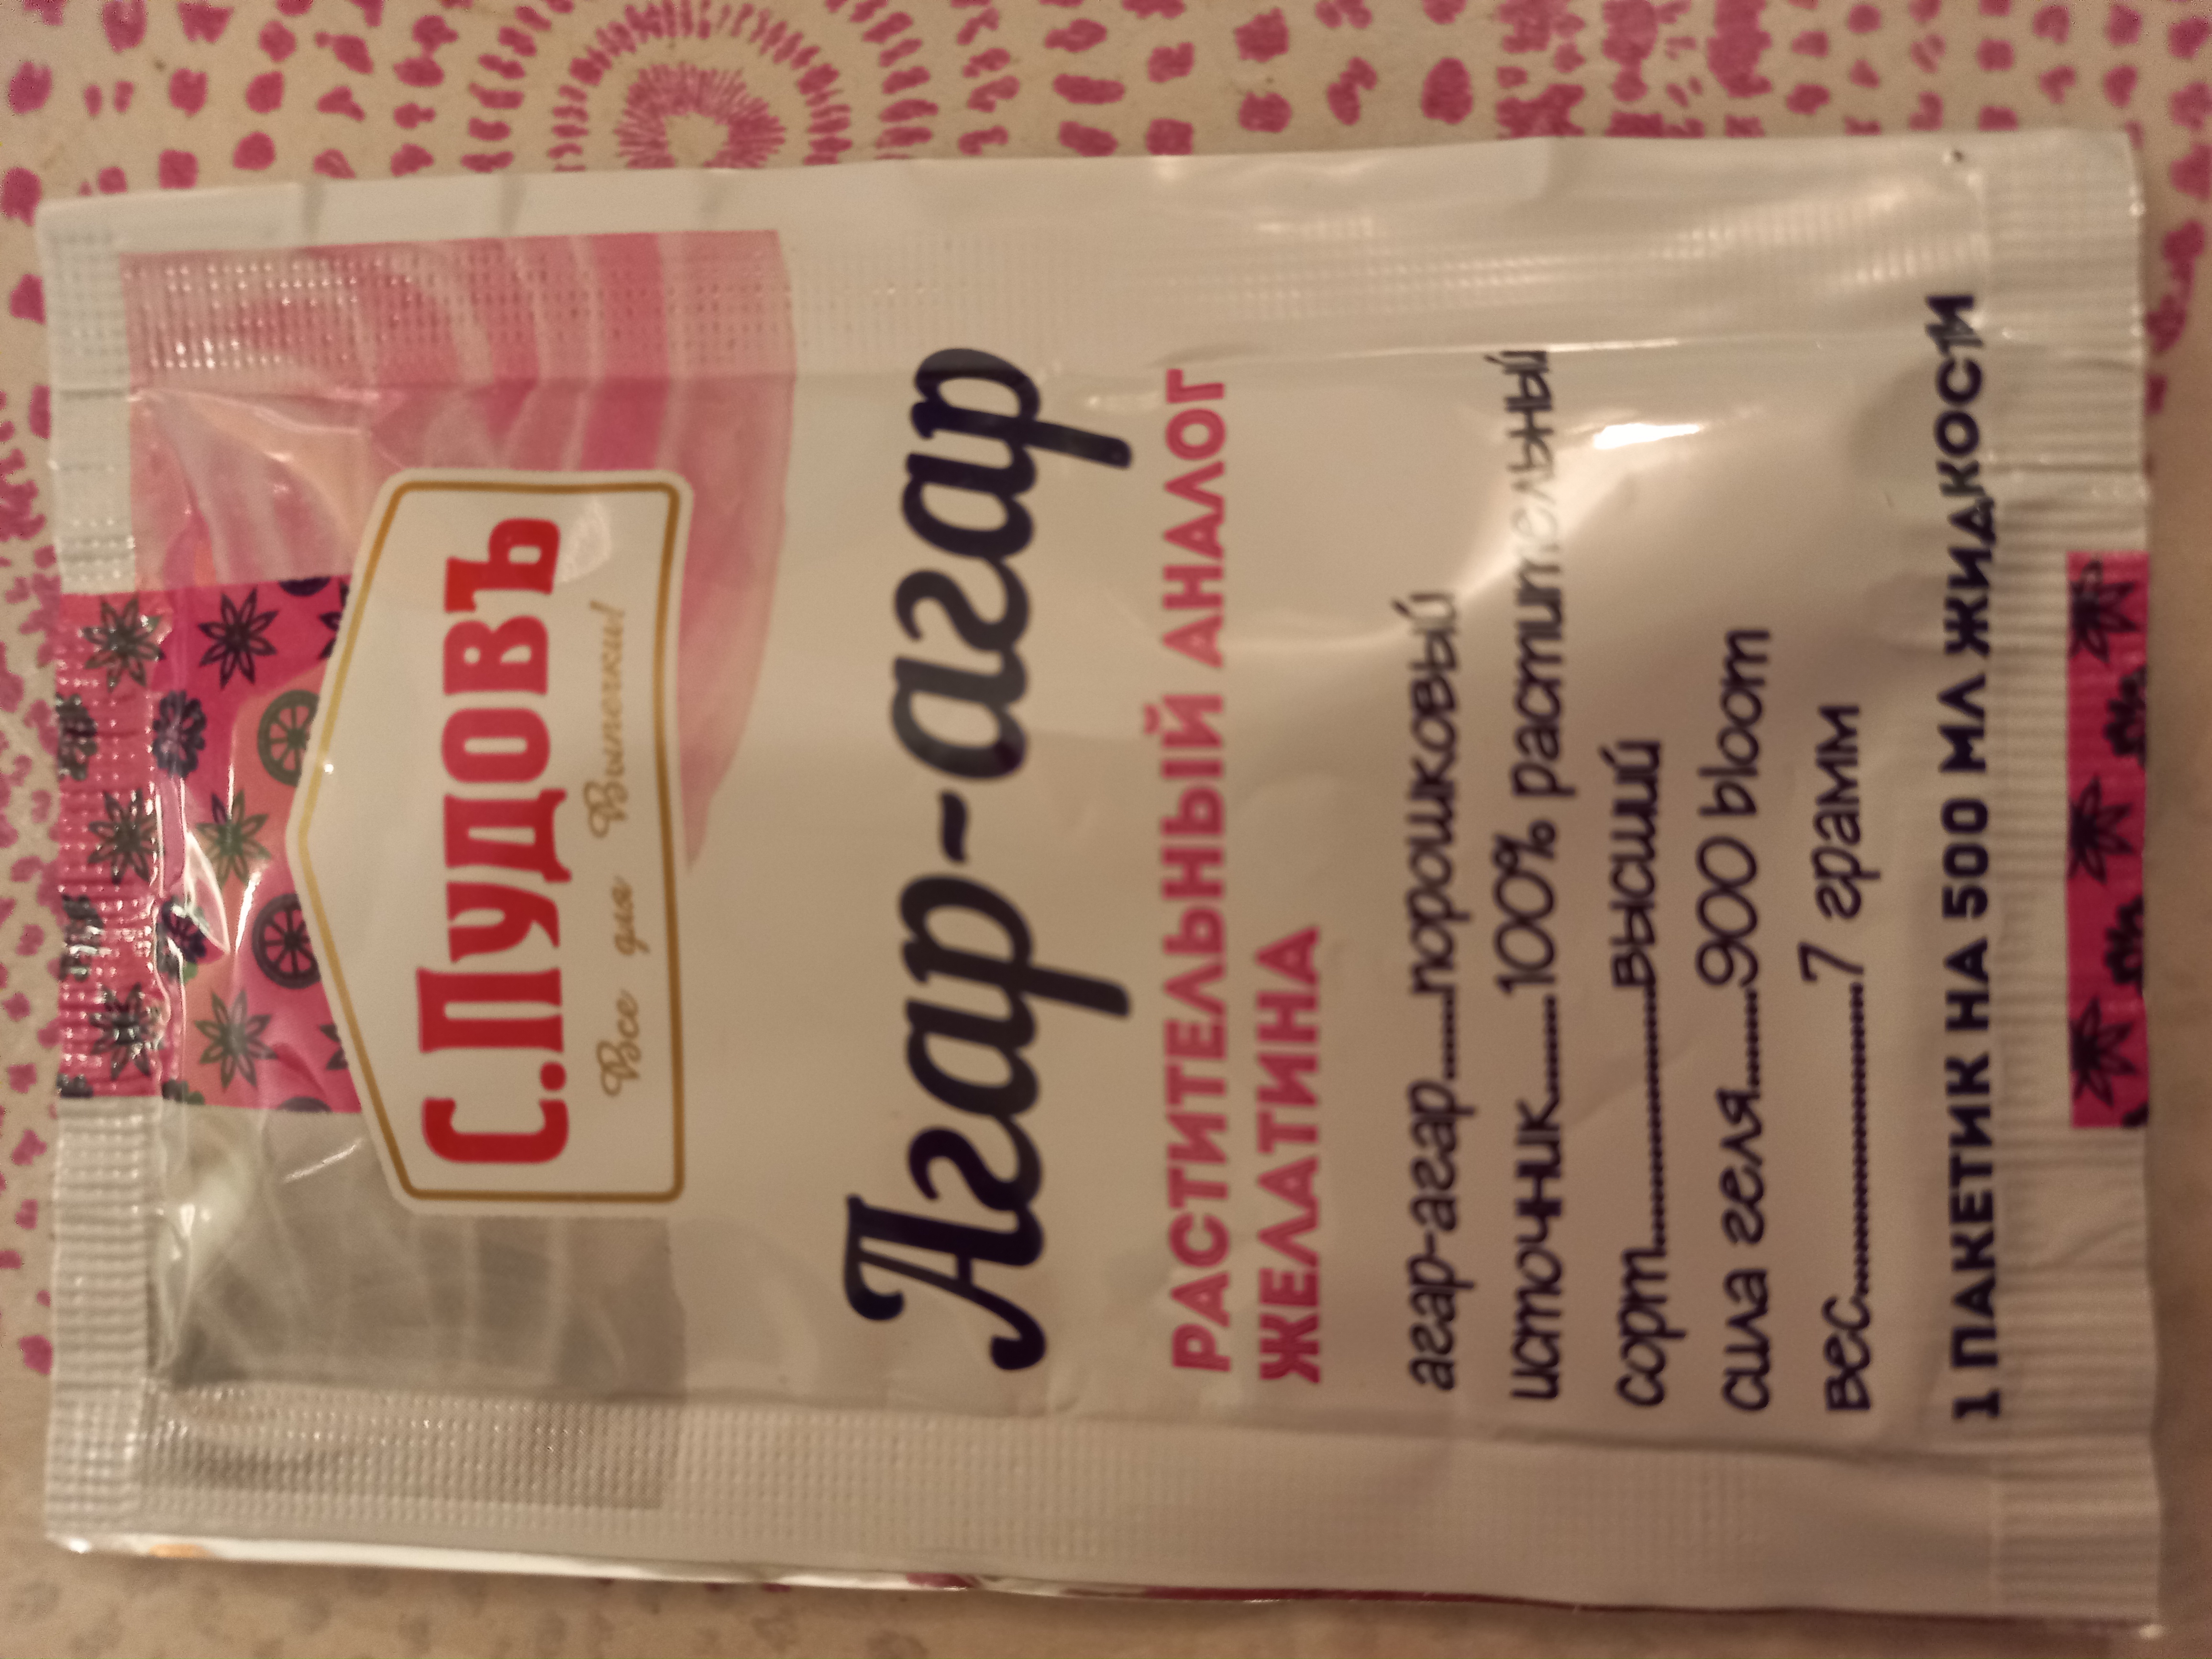 С.Пудовъ
Все для Выпечки!
Агар-агар
РАСТИТЕЛЬНЫЙ АНАЛОГ
ЖЕЛАТИНА
агар-агар......порошковый
источник.......100% растительный
сорт....................высший
сила геля........900 bloom
вес........................7 грамм
1 ПАКЕТИК НА 500 МЛ ЖИДКОСТИ